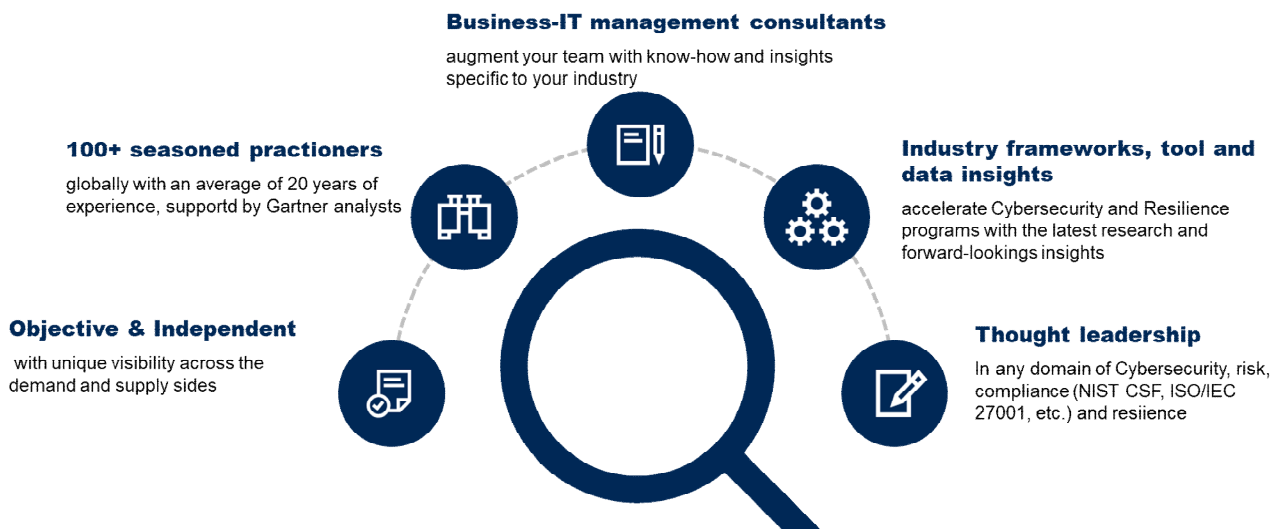 Business-IT management consultants
augment your team with know-how and insights
specific to your industry
100+ seasoned practioners
globally with an average of 20 years of
experience, supportd by Gartner analysts
Industry frameworks, tool and
data insights
accelerate Cybersecurity and Resilience
programs with the latest research and
forward-lookings insights
Objective & Independent
with unique visibility across the
demand and supply sides
Thought leadership
In any domain of Cybersecurity, risk,
compliance (NIST CSF, ISO/IEC
27001, etc.) and resiience